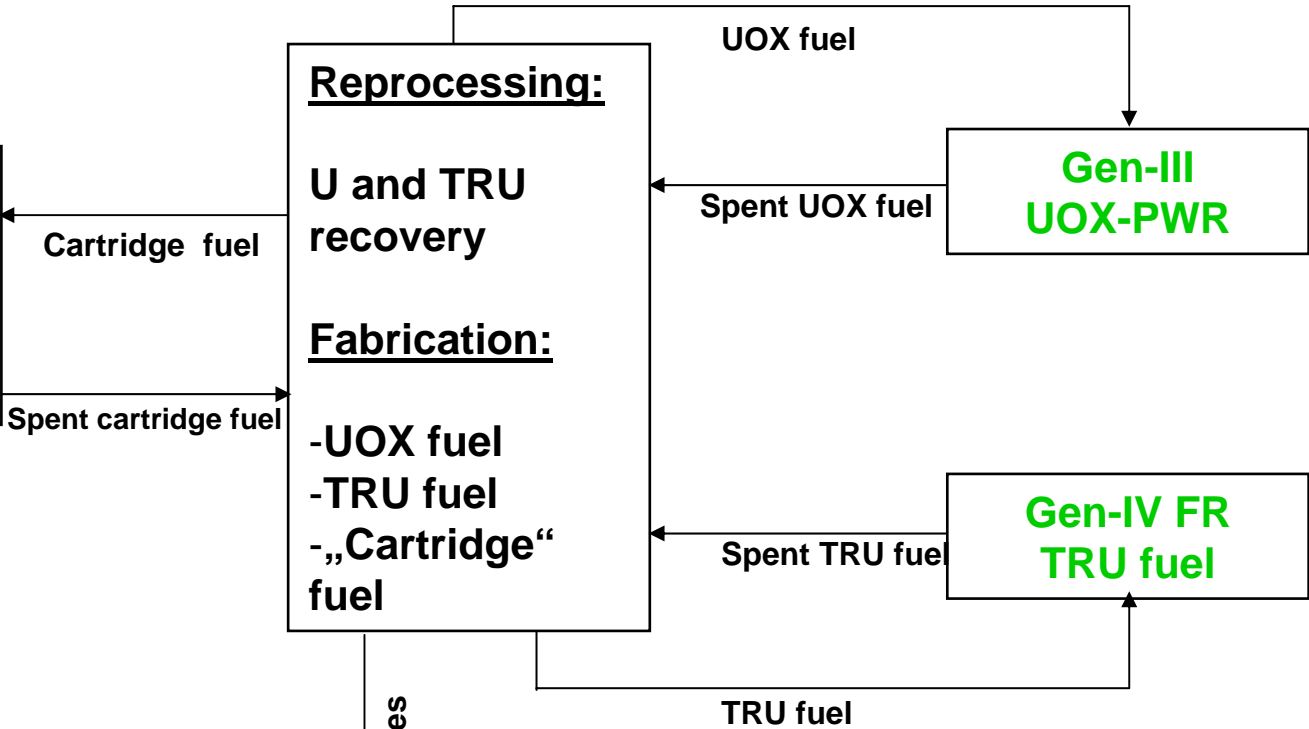 UOX fuel
Reprocessing:
U and TRU
recovery
Fabrication:
-UOX fuel
-TRU fuel
-„Cartridge“
fuel
Gen-III
UOX-PWR
Spent UOX fuel
Cartridge fuel
Spent cartridge fuel
Gen-IV FR
TRU fuel
Spent TRU fuel
TRU fuel